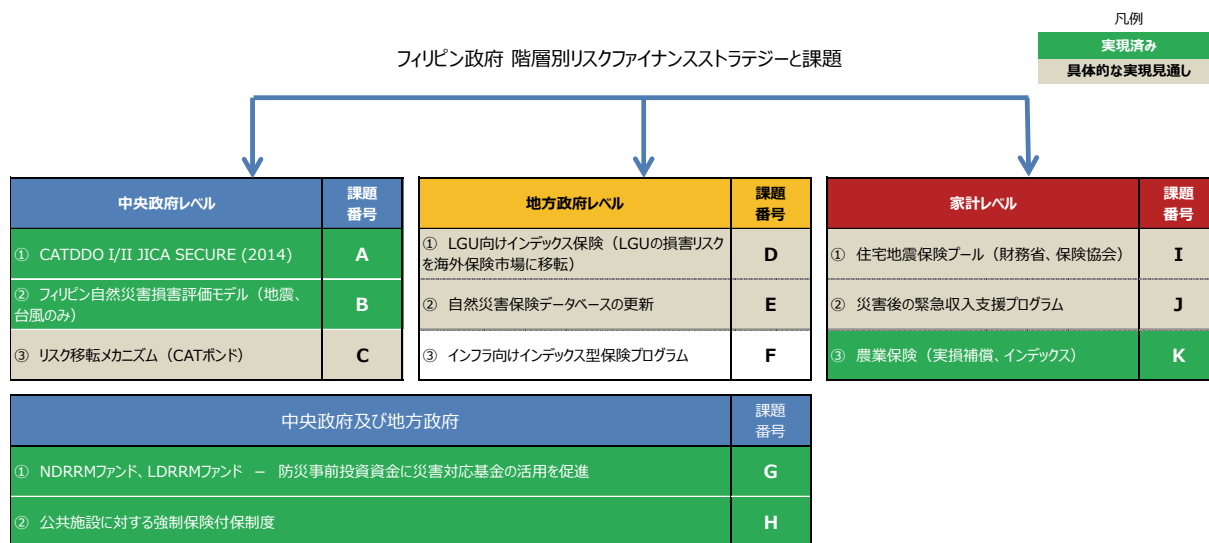 凡例
実現済み
具体的な実現見通し
フィリピン政府 階層別リスクファイナンスストラテジーと課題
中央政府レベル
課題
番号
① CATDDO I/II JICA SECURE (2014)
A
② フィリピン自然災害損害評価モデル（地震、
台風のみ）
B
③ リスク移転メカニズム（CATボンド）
C
地方政府レベル
課題
番号
① LGU向けインデックス保険（LGUの損害リスク
を海外保険市場に移転）
D
② 自然災害保険データベースの更新
E
③ インフラ向けインデックス型保険プログラム
F
家計レベル
課題
番号
① 住宅地震保険プール（財務省、保険協会）
I
② 災害後の緊急収入支援プログラム
J
③ 農業保険（実損補償、インデックス）
K
中央政府及び地方政府
課題
番号
① NDRRMファンド、LDRRMファンド － 防災事前投資資金に災害対応基金の活用を促進
G
② 公共施設に対する強制保険付保制度
H